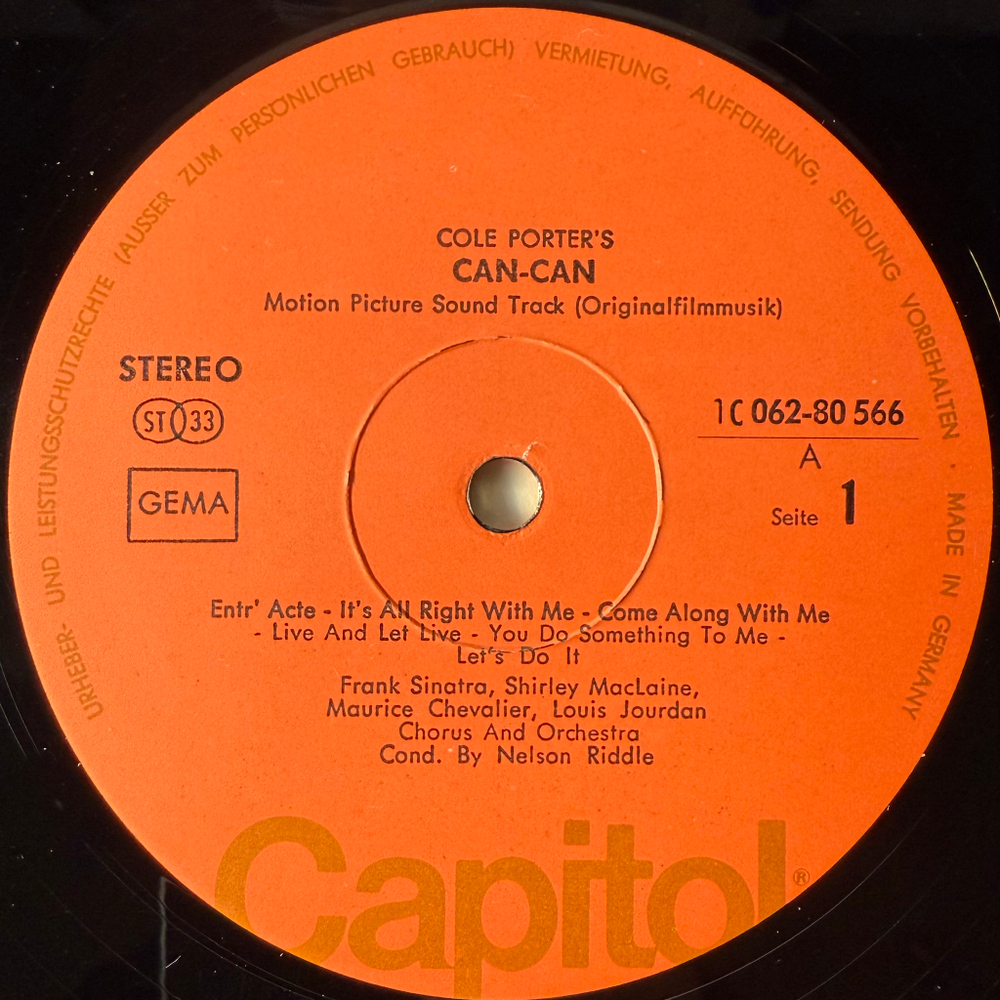 URHEBER- UND LEISTUNGSSCHUTZRECHTE (AUSSER ZUM PERSÖNLICHEN GEBRAUCH) VERMIETUNG, AUFFÜHRUNG, SENDUNG VORBEHALTEN · MADE IN GERMANY
COLE PORTER'S
CAN-CAN
Motion Picture Sound Track (Originalfilmmusik)
STEREO
ST 33
GEMA
1C 062-80 566
A
Seite 1
Entr' Acte - It's All Right With Me - Come Along With Me
- Live And Let Live - You Do Something To Me -
Let's Do It
Frank Sinatra, Shirley MacLaine,
Maurice Chevalier, Louis Jourdan
Chorus And Orchestra
Cond. By Nelson Riddle
Capitol®